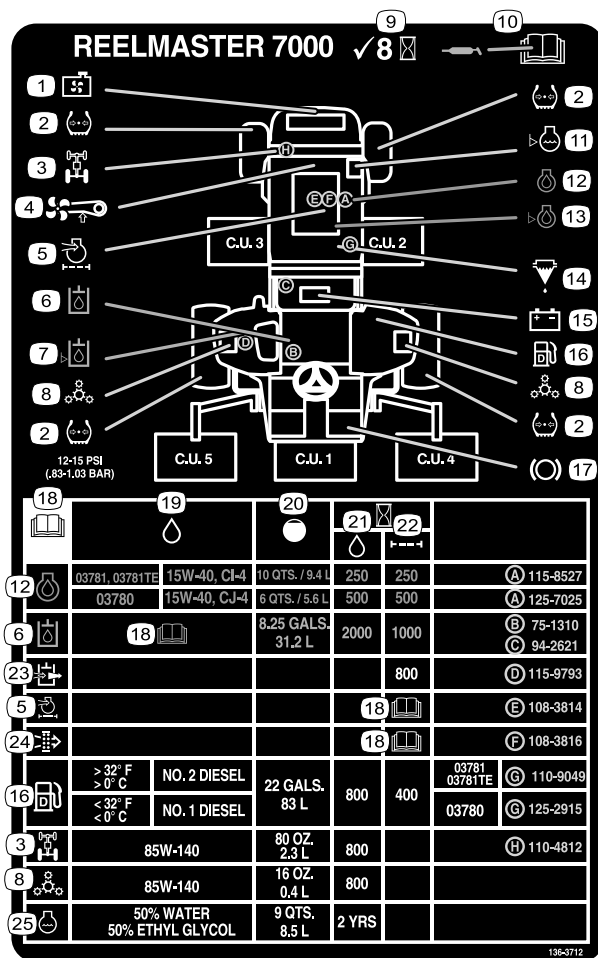 REELMASTER 7000 ✓8
9
10
1
2
3
4
5
6
7
8
2
12-15 PSI
(.83-1.03 BAR)
2
11
12
13
14
15
16
8
2
17
H
E F A
G
C.U. 3
C.U. 2
C
D
B
C.U. 5
C.U. 1
C.U. 4
18
19
20
21
22
12
03781, 03781TE 15W-40, CI-4 10 QTS. / 9.4 L 250 250 A 115-8527
03780 15W-40, CJ-4 6 QTS. / 5.6 L 500 500 A 125-7025
6
18
8.25 GALS.
31.2 L
2000
1000
B 75-1310
C 94-2621
23
800
D 115-9793
5
18
E 108-3814
24
18
F 108-3816
16
D
> 32° F
> 0° C
NO. 2 DIESEL
< 32° F
< 0° C
NO. 1 DIESEL
22 GALS.
83 L
800
400
03781
03781TE
G 110-9049
03780
G 125-2915
3
85W-140
80 OZ.
2.3 L
800
H 110-4812
8
85W-140
16 OZ.
0.4 L
800
25
50% WATER
50% ETHYL GLYCOL
9 QTS.
8.5 L
2 YRS
136-3712